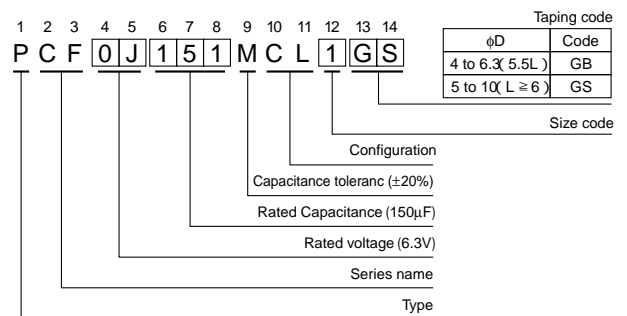 Taping code
1 2 3 4 5 6 7 8 9 10 11 12 13 14
P C F 0 J 1 5 1 M C L 1 G S
φD Code
4 to 6.3( 5.5L ) GB
5 to 10( L ≧ 6 ) GS
Size code
Configuration
Capacitance toleranc (±20%)
Rated Capacitance (150μF)
Rated voltage (6.3V)
Series name
Type